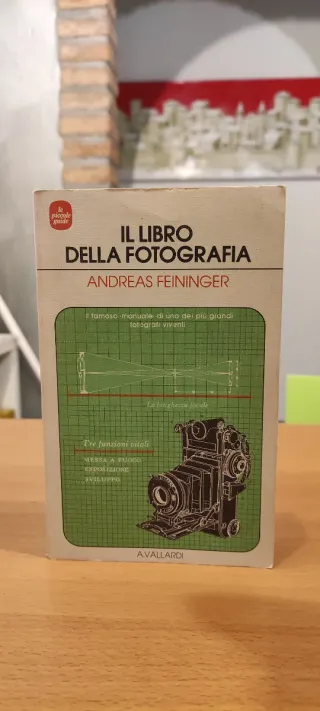 le
piccole
guide
IL LIBRO
DELLA FOTOGRAFIA
ANDREAS FEININGER
Il famoso manuale di uno dei più grandi
fotografi viventi
La lunghezza focale
Tre funzioni vitali
MESSA A FUOCO
ESPOSIZIONE
SVILUPPO
A.VALLARDI